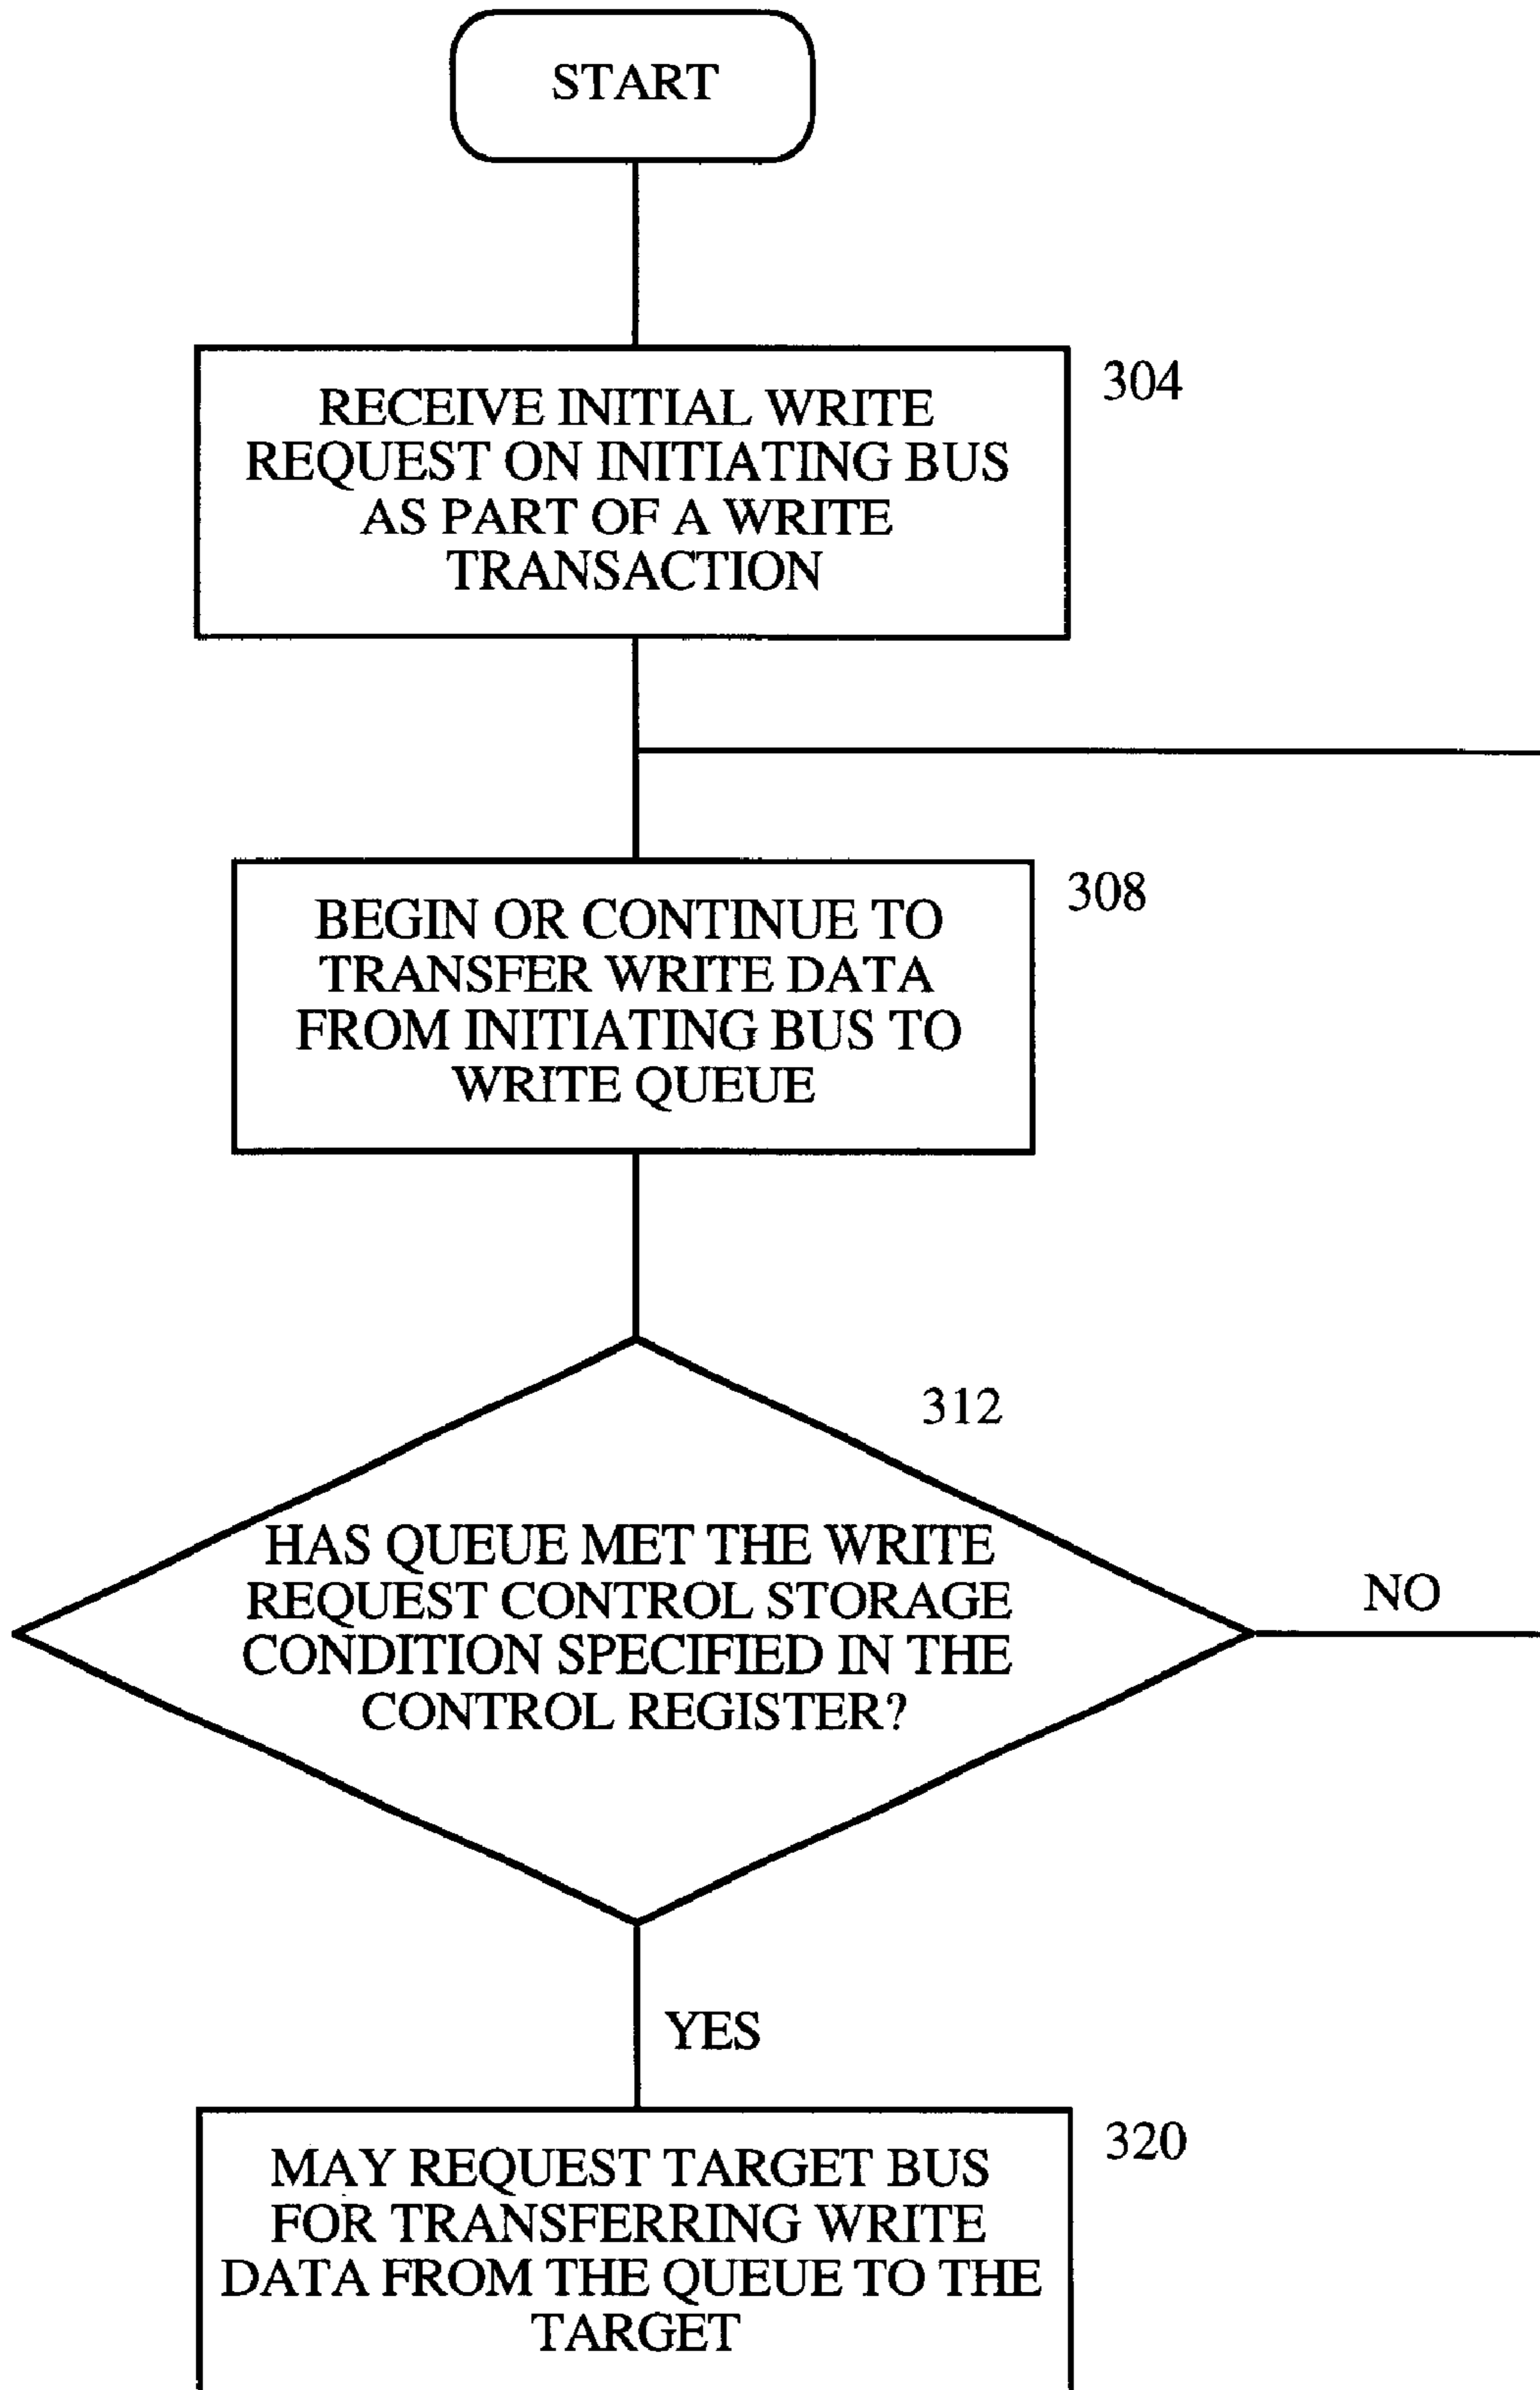 START
304
RECEIVE INITIAL WRITE
REQUEST ON INITIATING BUS
AS PART OF A WRITE
TRANSACTION
308
BEGIN OR CONTINUE TO
TRANSFER WRITE DATA
FROM INITIATING BUS TO
WRITE QUEUE
312
HAS QUEUE MET THE WRITE
REQUEST CONTROL STORAGE
CONDITION SPECIFIED IN THE
CONTROL REGISTER?
NO
YES
320
MAY REQUEST TARGET BUS
FOR TRANSFERRING WRITE
DATA FROM THE QUEUE TO THE
TARGET